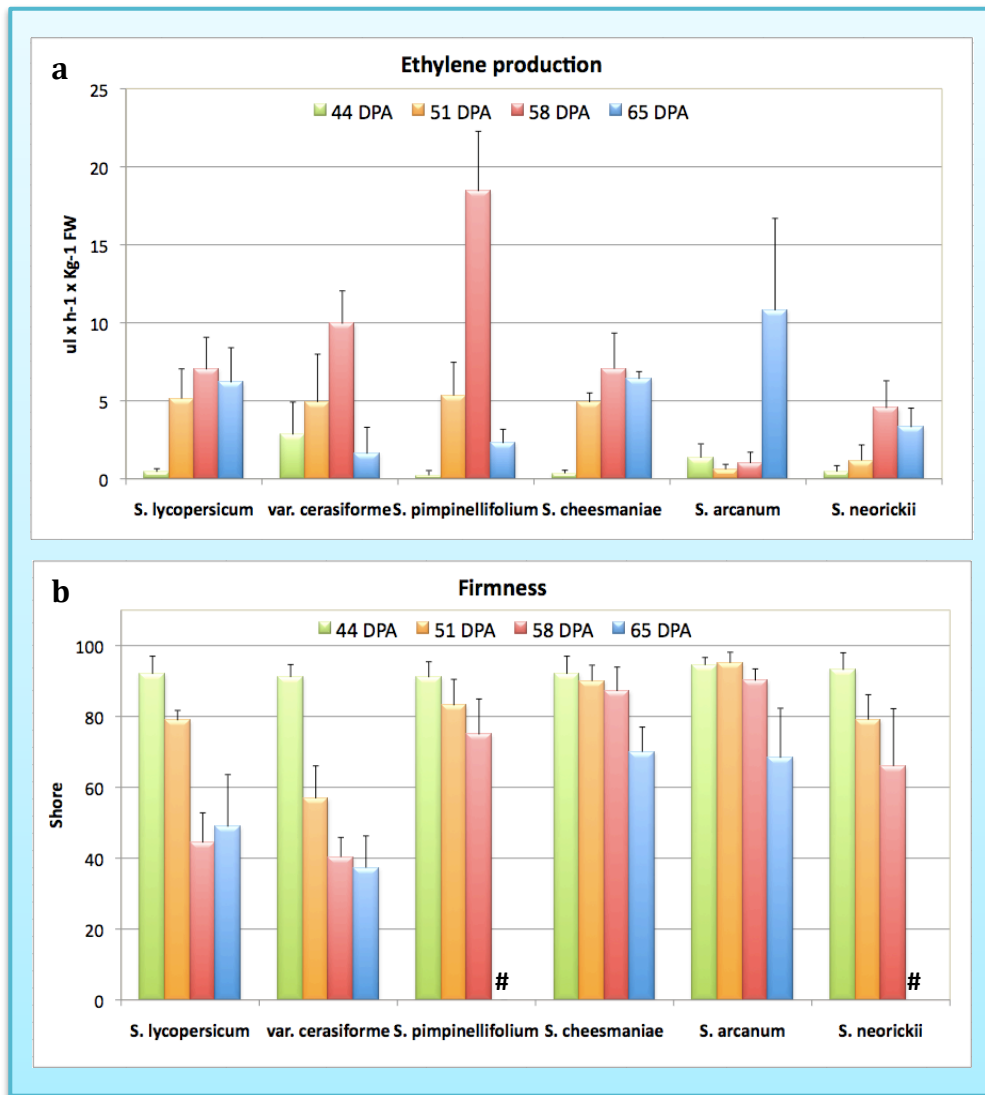 a
Ethylene production
25
44 DPA 51 DPA 58 DPA 65 DPA
20
15
10
5
0
ul x h-1 x Kg-1 FW
S. lycopersicum var. cerasiforme S. pimpinellifolium S. cheesmaniae S. arcanum S. neorickii
b
Firmness
44 DPA 51 DPA 58 DPA 65 DPA
100
80
60
40
20
0
Shore
# #
S. lycopersicum var. cerasiforme S. pimpinellifolium S. cheesmaniae S. arcanum S. neorickii